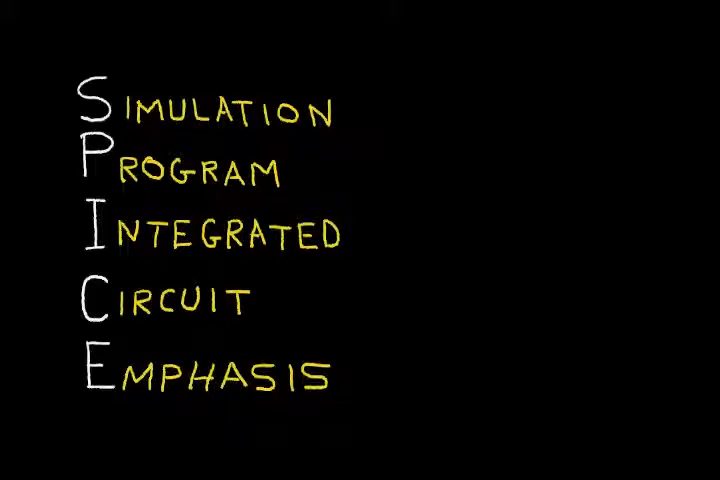 SIMULATION
PROGRAM
INTEGRATED
CIRCUIT
EMPHASIS